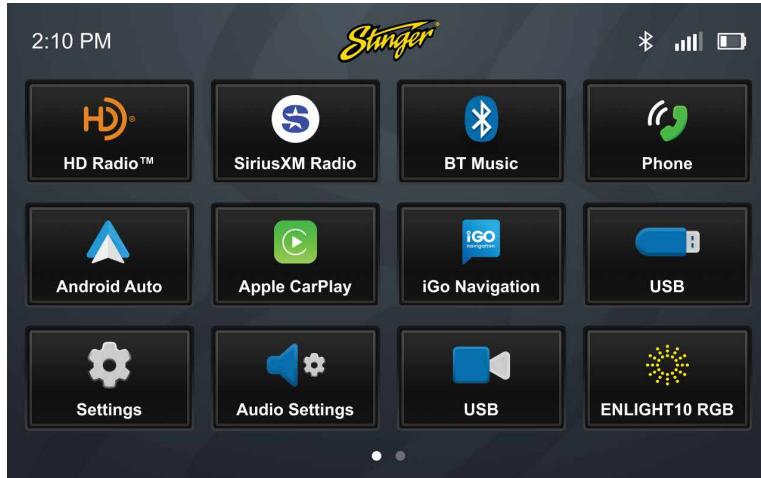 2:10 PM
Stinger
HD®
HD Radio™
SiriusXM Radio
BT Music
Phone
iGO
navigation
Android Auto
Apple CarPlay
iGo Navigation
USB
Settings
Audio Settings
USB
ENLIGHT10 RGB